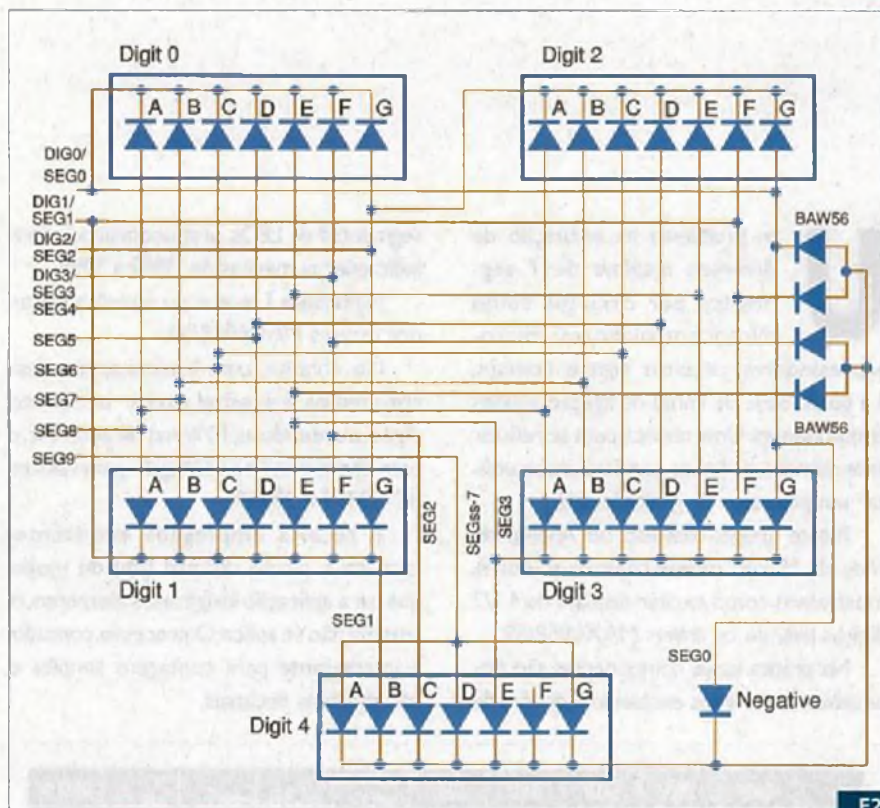 Digit 0
Digit 2
A B C D E F G
A B C D E F G
DIG0/
SEG0
DIG1/
SEG1
DIG2/
SEG2
DIG3/
SEG3
SEG4
SEG5
SEG6
SEG7
SEG8
SEG9
BAW56
BAW56
A B C D E F G
A B C D E F G
SEG2
SEGss-7
SEG3
Digit 1
Digit 3
SEG1
SEG0
A B C D E F G
Digit 4
Negative